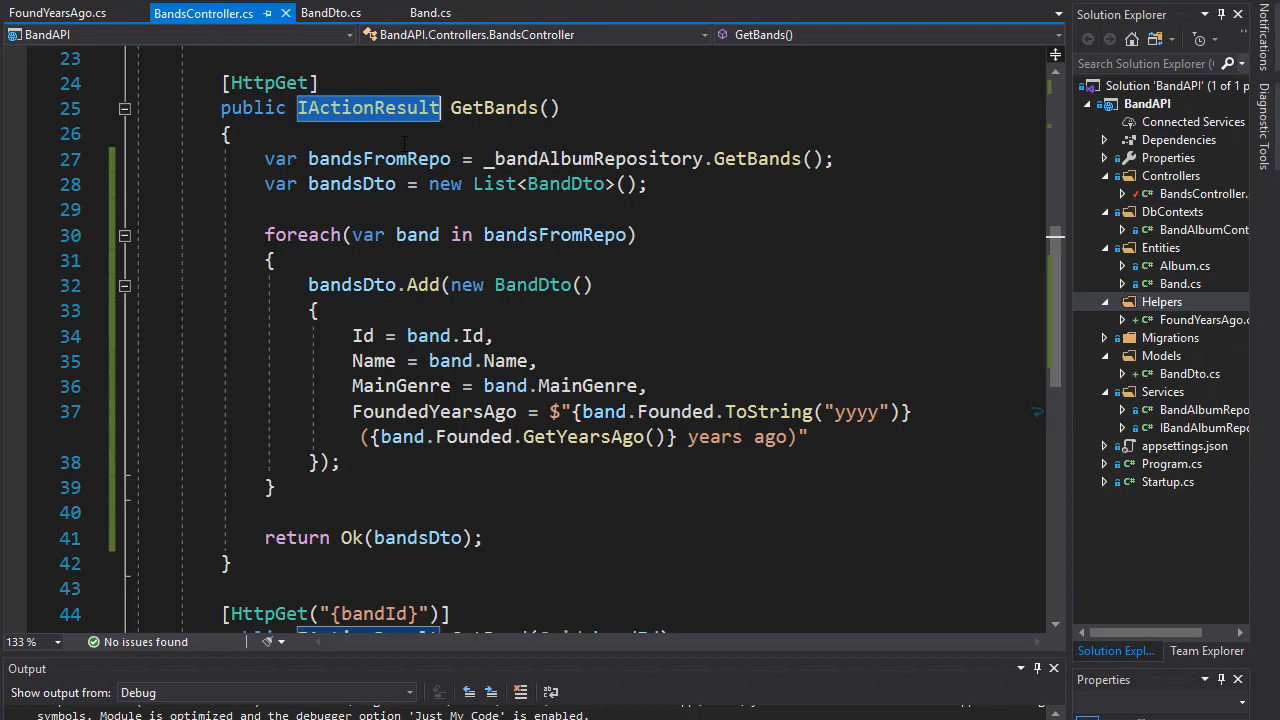 FoundYearsAgo.cs
BandsController.cs
BandDto.cs
Band.cs
BandAPI
BandAPI.Controllers.BandsController
GetBands()
23
24 [HttpGet]
25 public IActionResult GetBands()
26 {
27 var bandsFromRepo = _bandAlbumRepository.GetBands();
28 var bandsDto = new List<BandDto>();
29
30 foreach(var band in bandsFromRepo)
31 {
32 bandsDto.Add(new BandDto()
33 {
34 Id = band.Id,
35 Name = band.Name,
36 MainGenre = band.MainGenre,
37 FoundedYearsAgo = $"{band.Founded.ToString("yyyy")}
({band.Founded.GetYearsAgo()} years ago)"
38 });
39 }
40
41 return Ok(bandsDto);
42 }
43
44 [HttpGet("{bandId}")]
133 %
No issues found
Output
Show output from: Debug
symbols. Module is optimized and the debugger option 'Just My Code' is enabled.
Solution Explorer
Search Solution Explorer (
Solution 'BandAPI' (1 of 1 p
BandAPI
Connected Services
Dependencies
Properties
Controllers
BandsController.
DbContexts
BandAlbumCont
Entities
Album.cs
Band.cs
Helpers
FoundYearsAgo.c
Migrations
Models
BandDto.cs
Services
BandAlbumRepo
IBandAlbumRepo
appsettings.json
Program.cs
Startup.cs
Solution Expl...
Team Explorer
Properties
Notifications
Diagnostic Tools